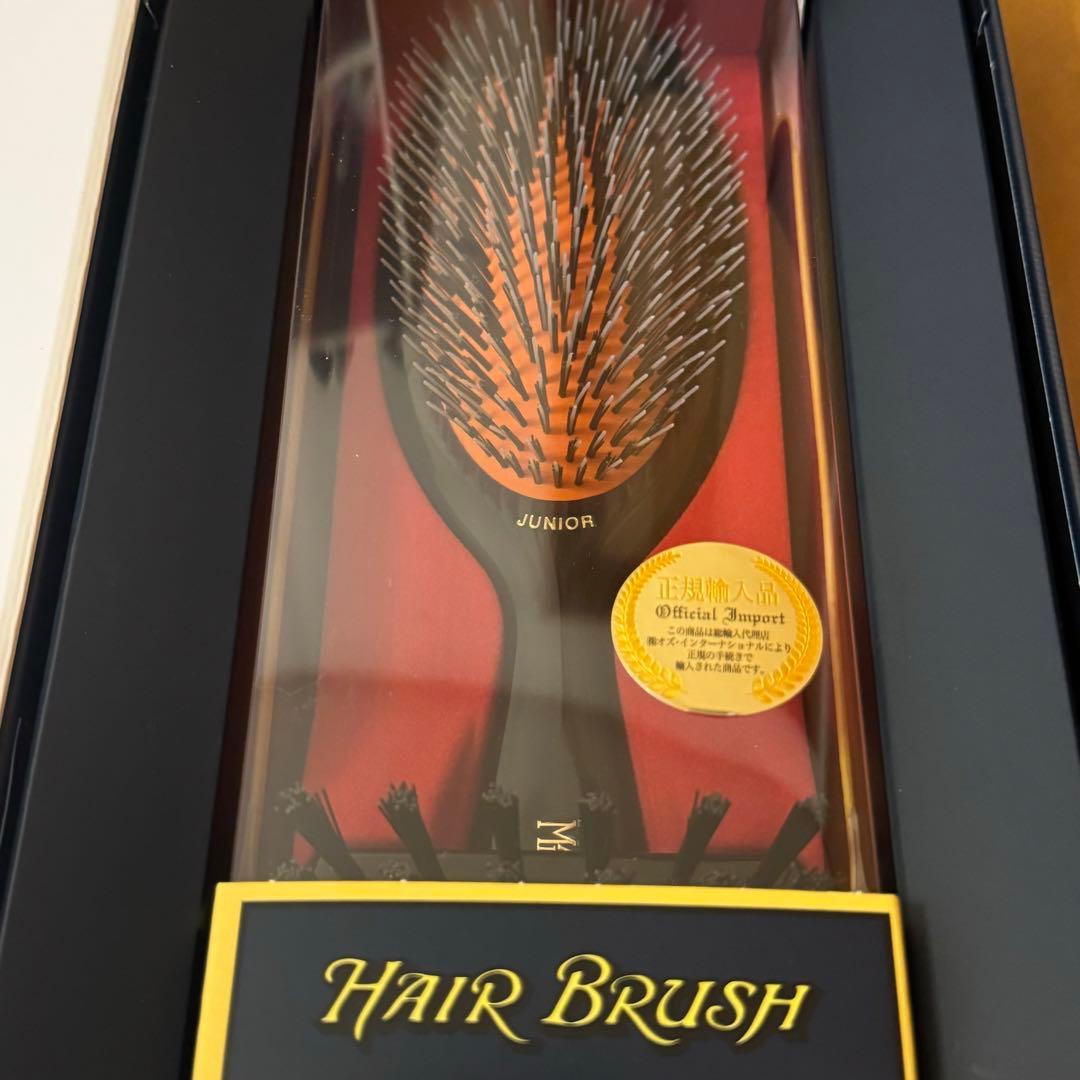 JUNIOR
正規輸入品
Official Import
この商品は総輸入代理店
㈱オズ・インターナショナルにより
正規の手続きで
輸入された商品です。
HAIR BRUSH